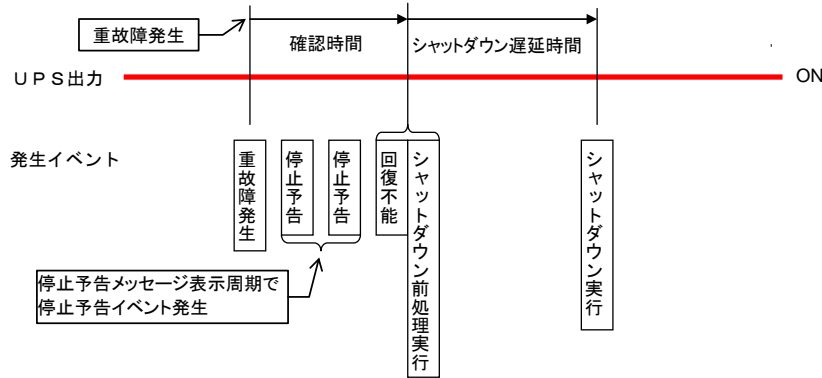 重故障発生
確認時間
シャットダウン遅延時間
ＵＰＳ出力
ON
発生イベント
重故障発生
停止予告
停止予告
回復不能
シャットダウン前処理実行
シャットダウン実行
停止予告メッセージ表示周期で
停止予告イベント発生